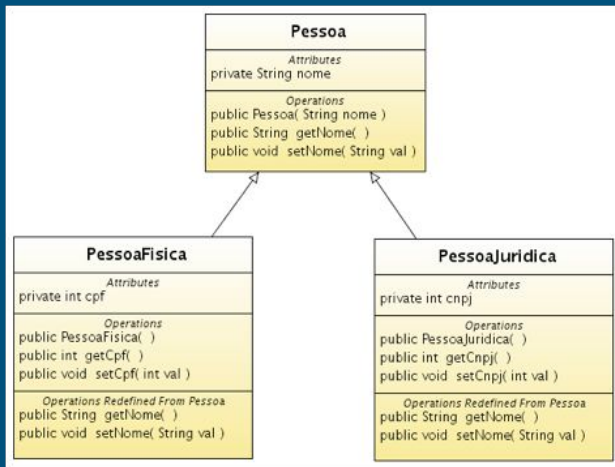 Pessoa
Attributes
private String nome
Operations
public Pessoa( String nome )
public String getNome( )
public void setNome( String val )
PessoaFisica
Attributes
private int cpf
Operations
public PessoaFisica( )
public int getCpf( )
public void setCpf( int val )
Operations Redefined From Pessoa
public String getNome( )
public void setNome( String val )
PessoaJuridica
Attributes
private int cnpj
Operations
public PessoaJuridica( )
public int getCnpj( )
public void setCnpj( int val )
Operations Redefined From Pessoa
public String getNome( )
public void setNome( String val )